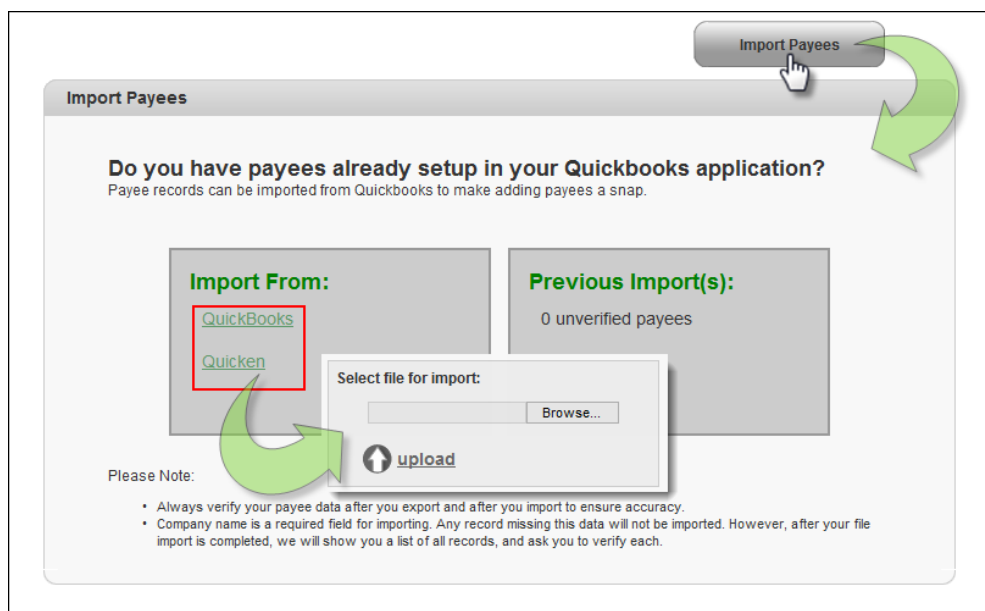 Import Payees
Import Payees
Do you have payees already setup in your Quickbooks application?
Payee records can be imported from Quickbooks to make adding payees a snap.
Import From:
QuickBooks
Quicken
Previous Import(s):
0 unverified payees
Select file for import:
Browse...
upload
Please Note:
• Always verify your payee data after you export and after you import to ensure accuracy.
• Company name is a required field for importing. Any record missing this data will not be imported. However, after your file
import is completed, we will show you a list of all records, and ask you to verify each.